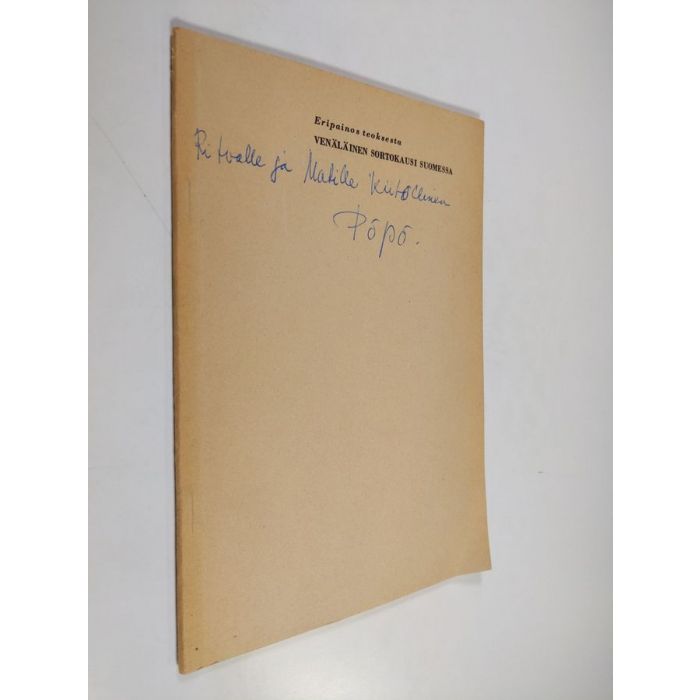 Eripainos teoksesta
VENÄLÄINEN SORTOKAUSI SUOMESSA
Ritvalle ja Matille kiitollinen
Pöpö.